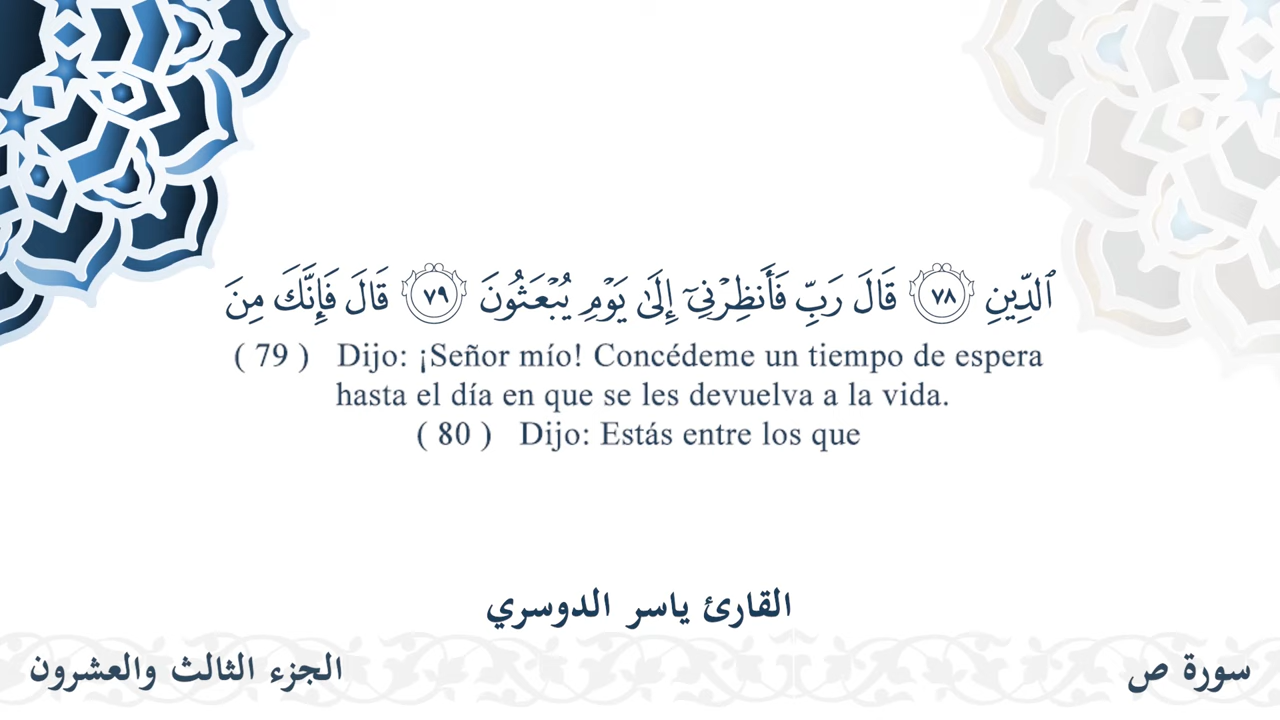 ٱلدِّينِ ٧٨ قَالَ رَبِّ فَأَنظِرْنِىٓ إِلَىٰ يَوْمِ يُبْعَثُونَ ٧٩ قَالَ فَإِنَّكَ مِنَ
( 79 ) Dijo: ¡Señor mío! Concédeme un tiempo de espera
hasta el día en que se les devuelva a la vida.
( 80 ) Dijo: Estás entre los que
القارئ ياسر الدوسري
سورة ص
الجزء الثالث والعشرون